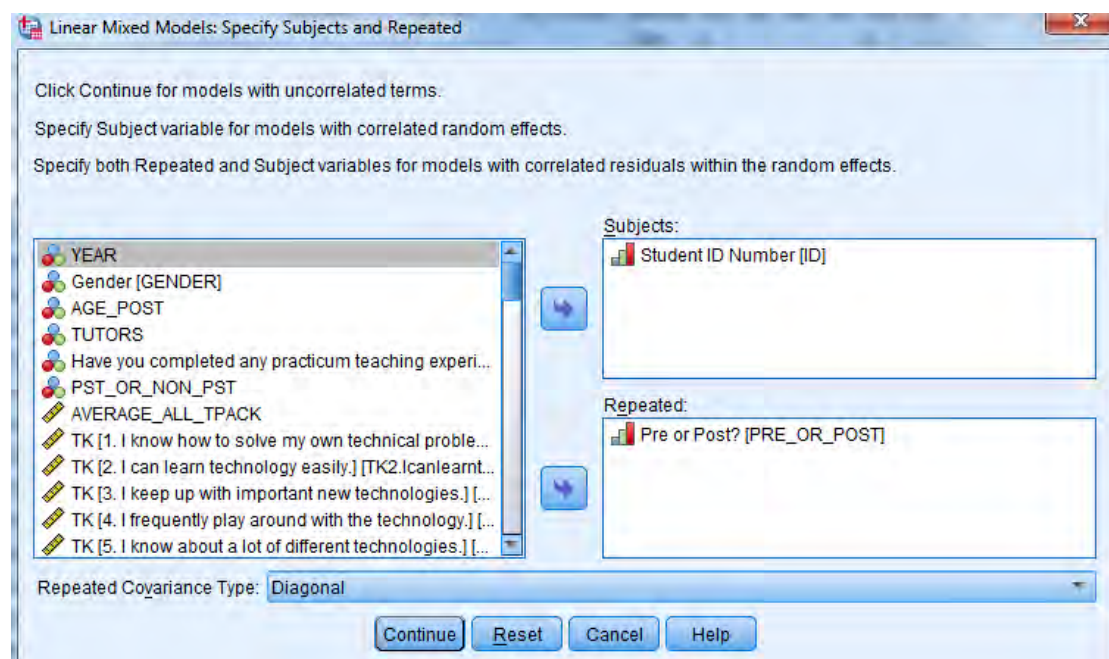 Linear Mixed Models: Specify Subjects and Repeated
X
Click Continue for models with uncorrelated terms.
Specify Subject variable for models with correlated random effects.
Specify both Repeated and Subject variables for models with correlated residuals within the random effects.
YEAR
Gender [GENDER]
AGE_POST
TUTORS
Have you completed any practicum teaching experi...
PST_OR_NON_PST
AVERAGE_ALL_TPACK
TK [1. I know how to solve my own technical proble...
TK [2. I can learn technology easily.] [TK2.Icanlearnt...
TK [3. I keep up with important new technologies.] [...
TK [4. I frequently play around with the technology.] [...
TK [5. I know about a lot of different technologies.] [...
Subjects:
Student ID Number [ID]
Repeated:
Pre or Post? [PRE_OR_POST]
Repeated Covariance Type: Diagonal
Continue Reset Cancel Help